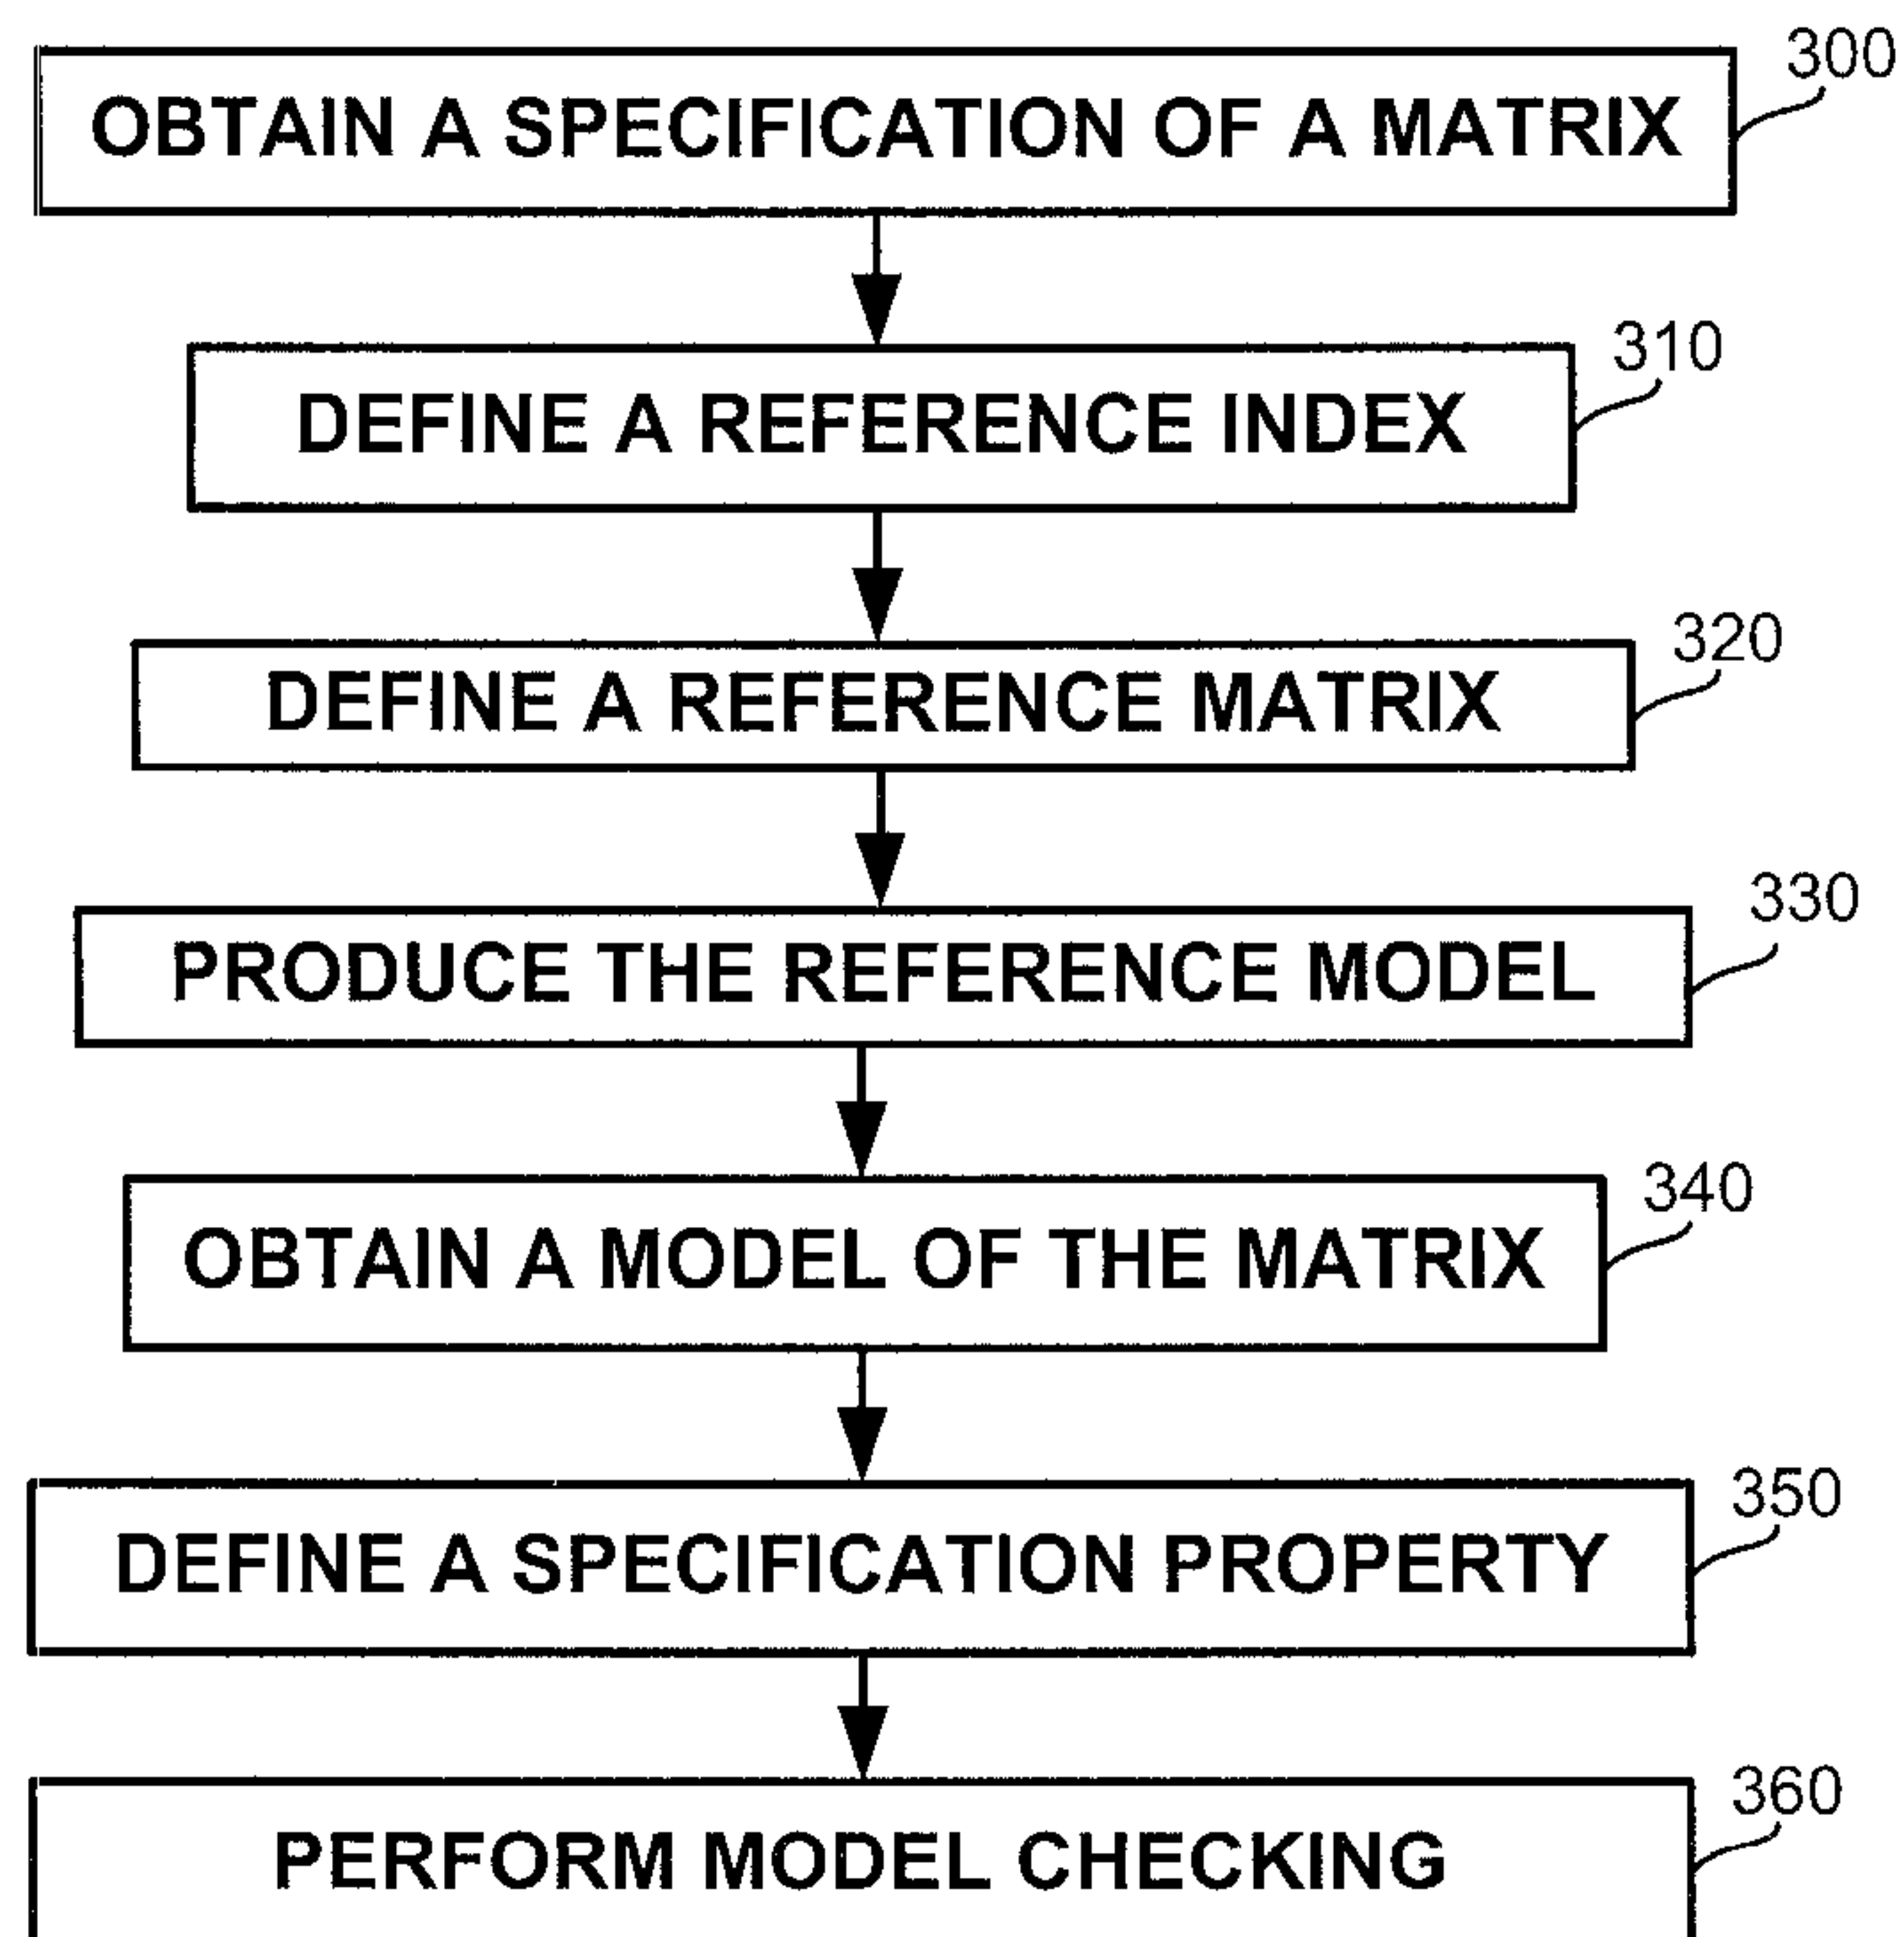 300
OBTAIN A SPECIFICATION OF A MATRIX
310
DEFINE A REFERENCE INDEX
320
DEFINE A REFERENCE MATRIX
330
PRODUCE THE REFERENCE MODEL
340
OBTAIN A MODEL OF THE MATRIX
350
DEFINE A SPECIFICATION PROPERTY
360
PERFORM MODEL CHECKING